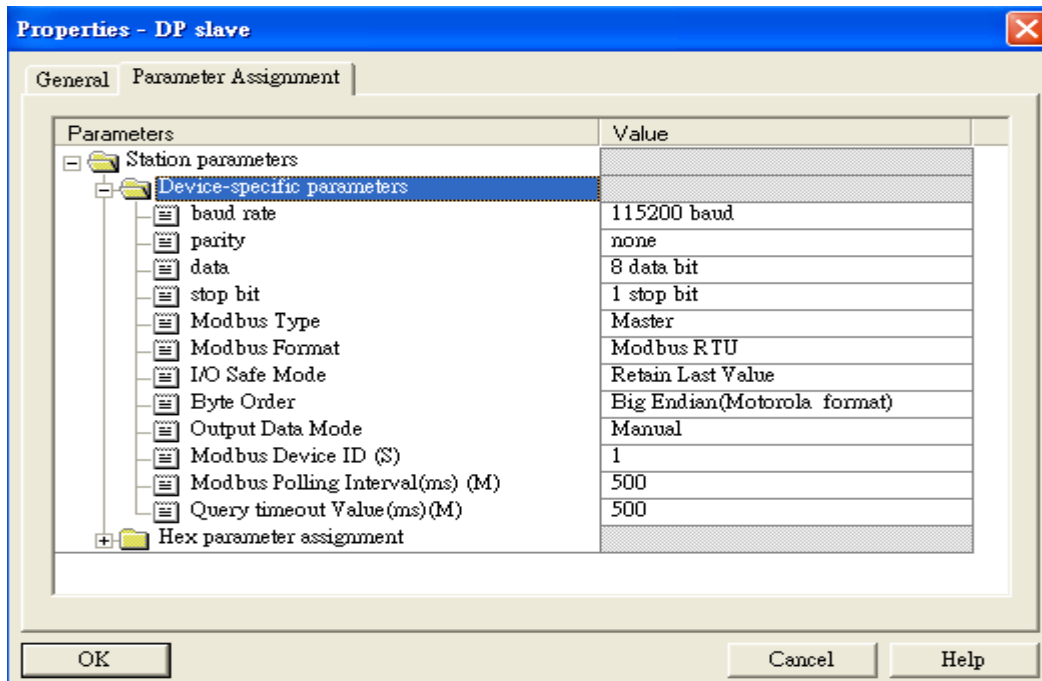 Properties - DP slave
General Parameter Assignment
Parameters Value
Station parameters
Device-specific parameters
baud rate 115200 baud
parity none
data 8 data bit
stop bit 1 stop bit
Modbus Type Master
Modbus Format Modbus RTU
I/O Safe Mode Retain Last Value
Byte Order Big Endian(Motorola format)
Output Data Mode Manual
Modbus Device ID (S) 1
Modbus Polling Interval(ms) (M) 500
Query timeout Value(ms)(M) 500
Hex parameter assignment
OK Cancel Help